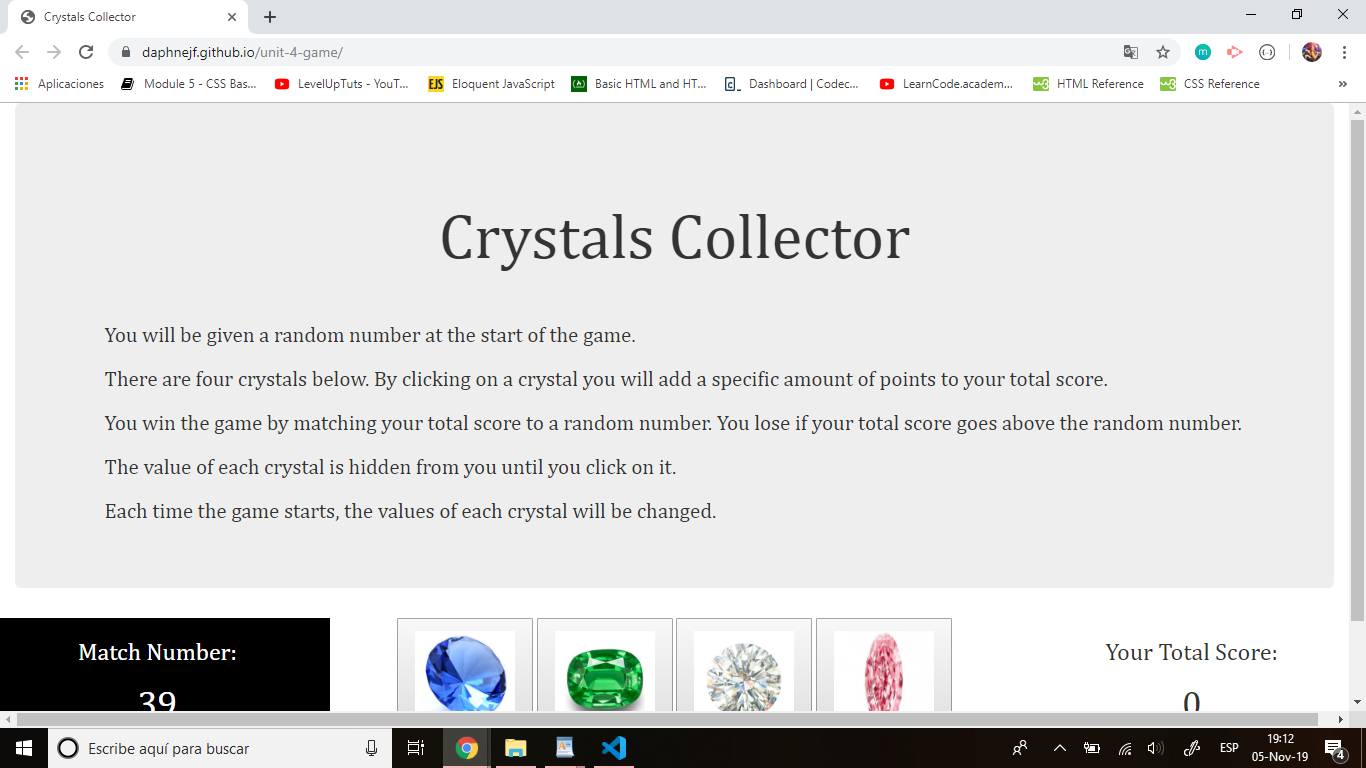 Crystals Collector
daphnejf.github.io/unit-4-game/
Aplicaciones Module 5 - CSS Bas... LevelUpTuts - YouT... EJS Eloquent JavaScript Basic HTML and HT... Dashboard | Codec... LearnCode.academ... HTML Reference CSS Reference »
Crystals Collector
You will be given a random number at the start of the game.
There are four crystals below. By clicking on a crystal you will add a specific amount of points to your total score.
You win the game by matching your total score to a random number. You lose if your total score goes above the random number.
The value of each crystal is hidden from you until you click on it.
Each time the game starts, the values of each crystal will be changed.
Match Number:
39
Your Total Score:
0
Escribe aquí para buscar
ESP
19:12
05-Nov-19
4